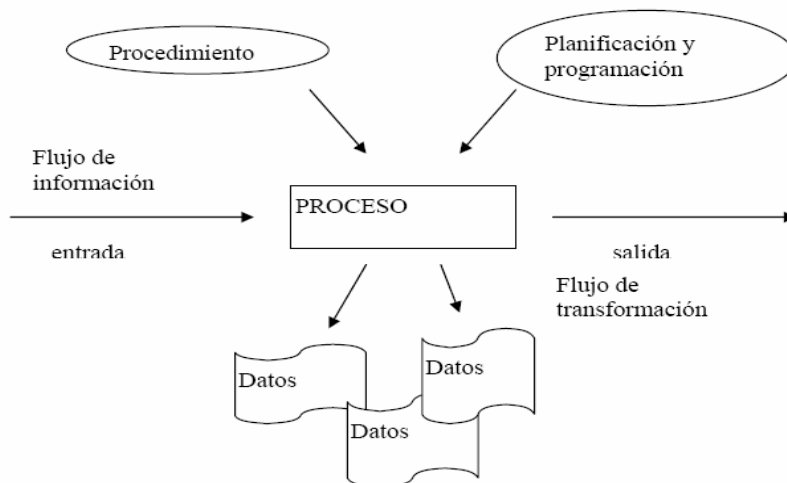 Procedimiento
Planificación y
programación
Flujo de
información
entrada
PROCESO
salida
Flujo de
transformación
Datos
Datos
Datos